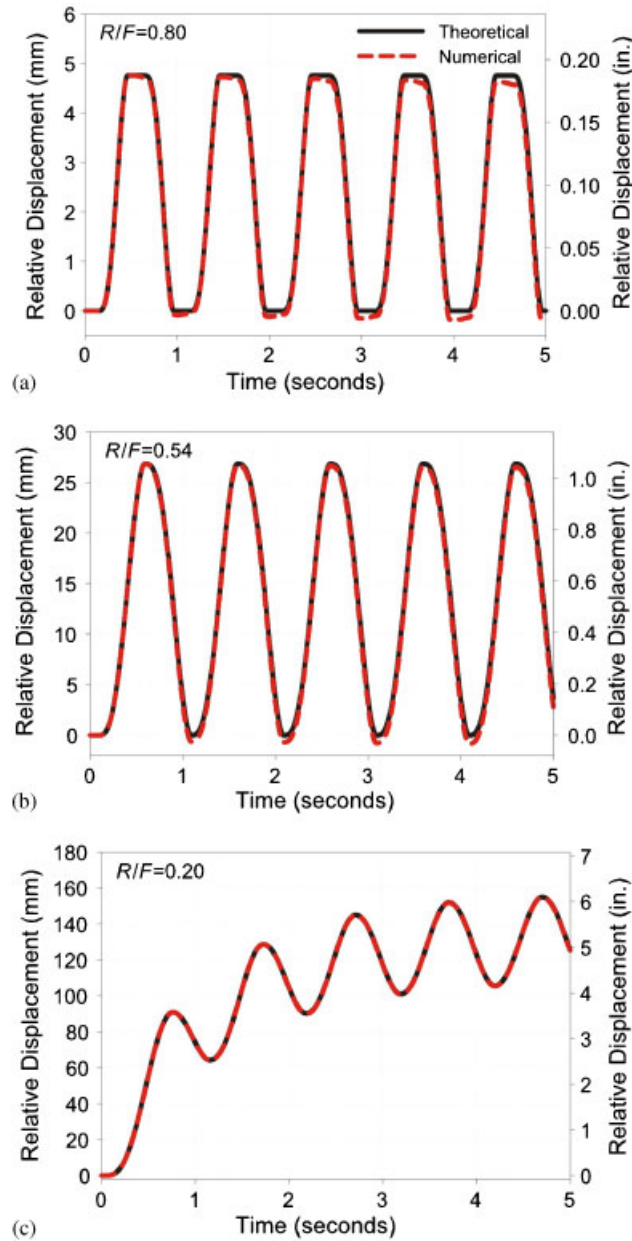 R/F=0.80
Theoretical
Numerical
Relative Displacement (mm)
6
5
4
3
2
1
0
Relative Displacement (in.)
0.20
0.15
0.10
0.05
0.00
0 1 2 3 4 5
(a)
Time (seconds)
R/F=0.54
Relative Displacement (mm)
30
25
20
15
10
5
0
Relative Displacement (in.)
1.0
0.8
0.6
0.4
0.2
0.0
0 1 2 3 4 5
(b)
Time (seconds)
R/F=0.20
Relative Displacement (mm)
180
160
140
120
100
80
60
40
20
0
Relative Displacement (in.)
7
6
5
4
3
2
1
0
0 1 2 3 4 5
(c)
Time (seconds)